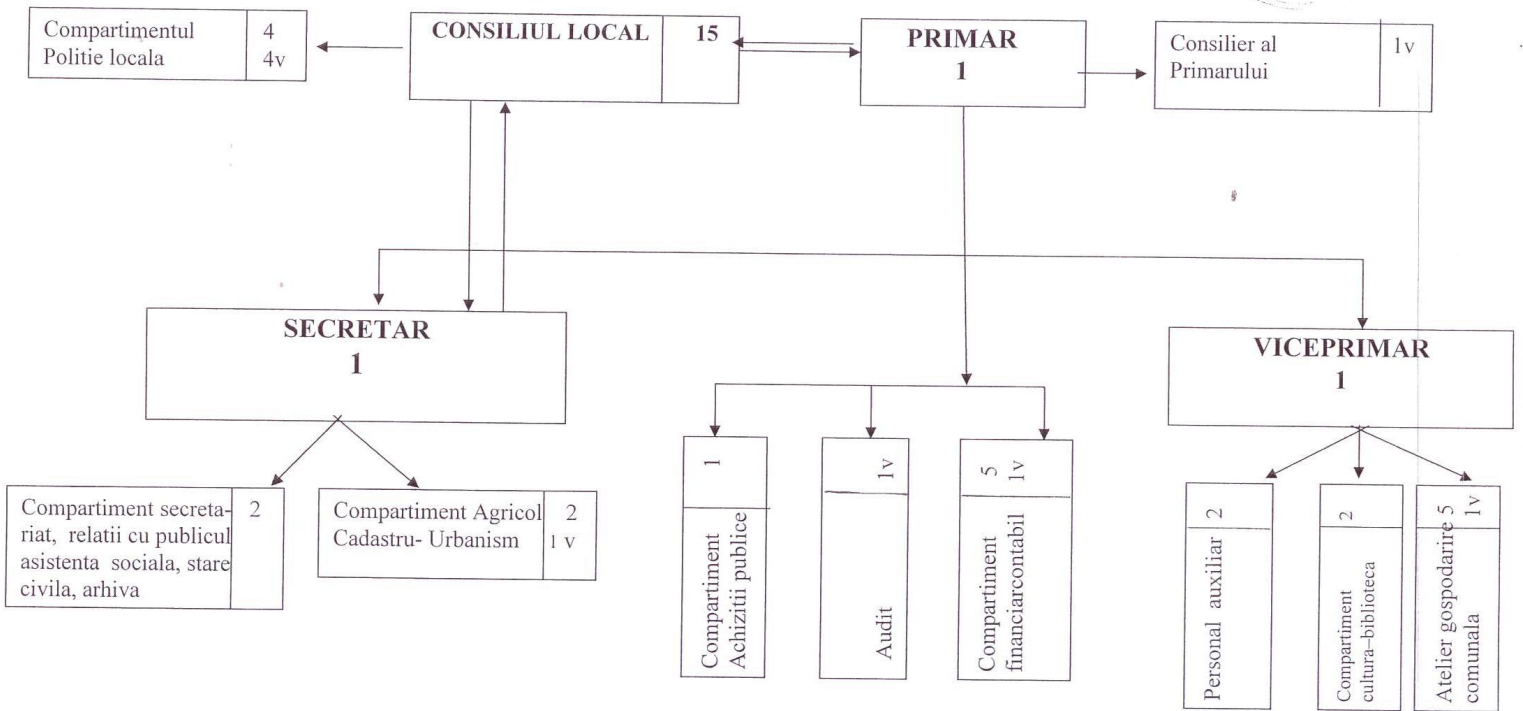 Compartimentul 4
Politie locala 4v
CONSILIUL LOCAL 15
PRIMAR
1
Consilier al 1v
Primarului
SECRETAR
1
VICEPRIMAR
1
Compartiment secreta- 2
riat, relatii cu publicul
asistenta sociala, stare
civila, arhiva
Compartiment Agricol 2
Cadastru- Urbanism 1 v
Compartiment 1
Achizitii publice
Audit 1v
Compartiment 5
financiarcontabil 1v
Personal auxiliar 2
Compartiment 2
cultura–biblioteca
Atelier gospodarire 5
comunala 1v